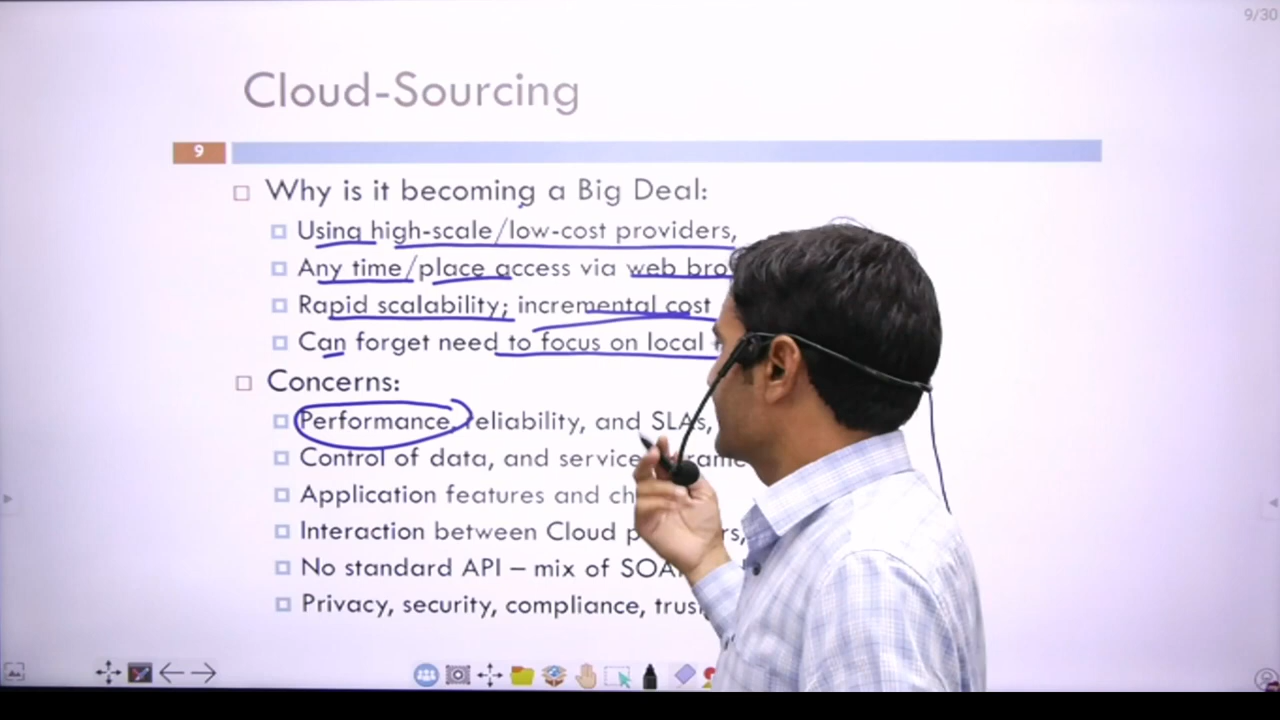 9/30
Cloud-Sourcing
9
Why is it becoming a Big Deal:
Using high-scale/low-cost providers,
Any time/place access via web bro
Rapid scalability; incremental cost
Can forget need to focus on local
Concerns:
Performance, reliability, and SLAs,
Control of data, and service
Application features and ch
Interaction between Cloud p rs,
No standard API – mix of SOA
Privacy, security, compliance, trus